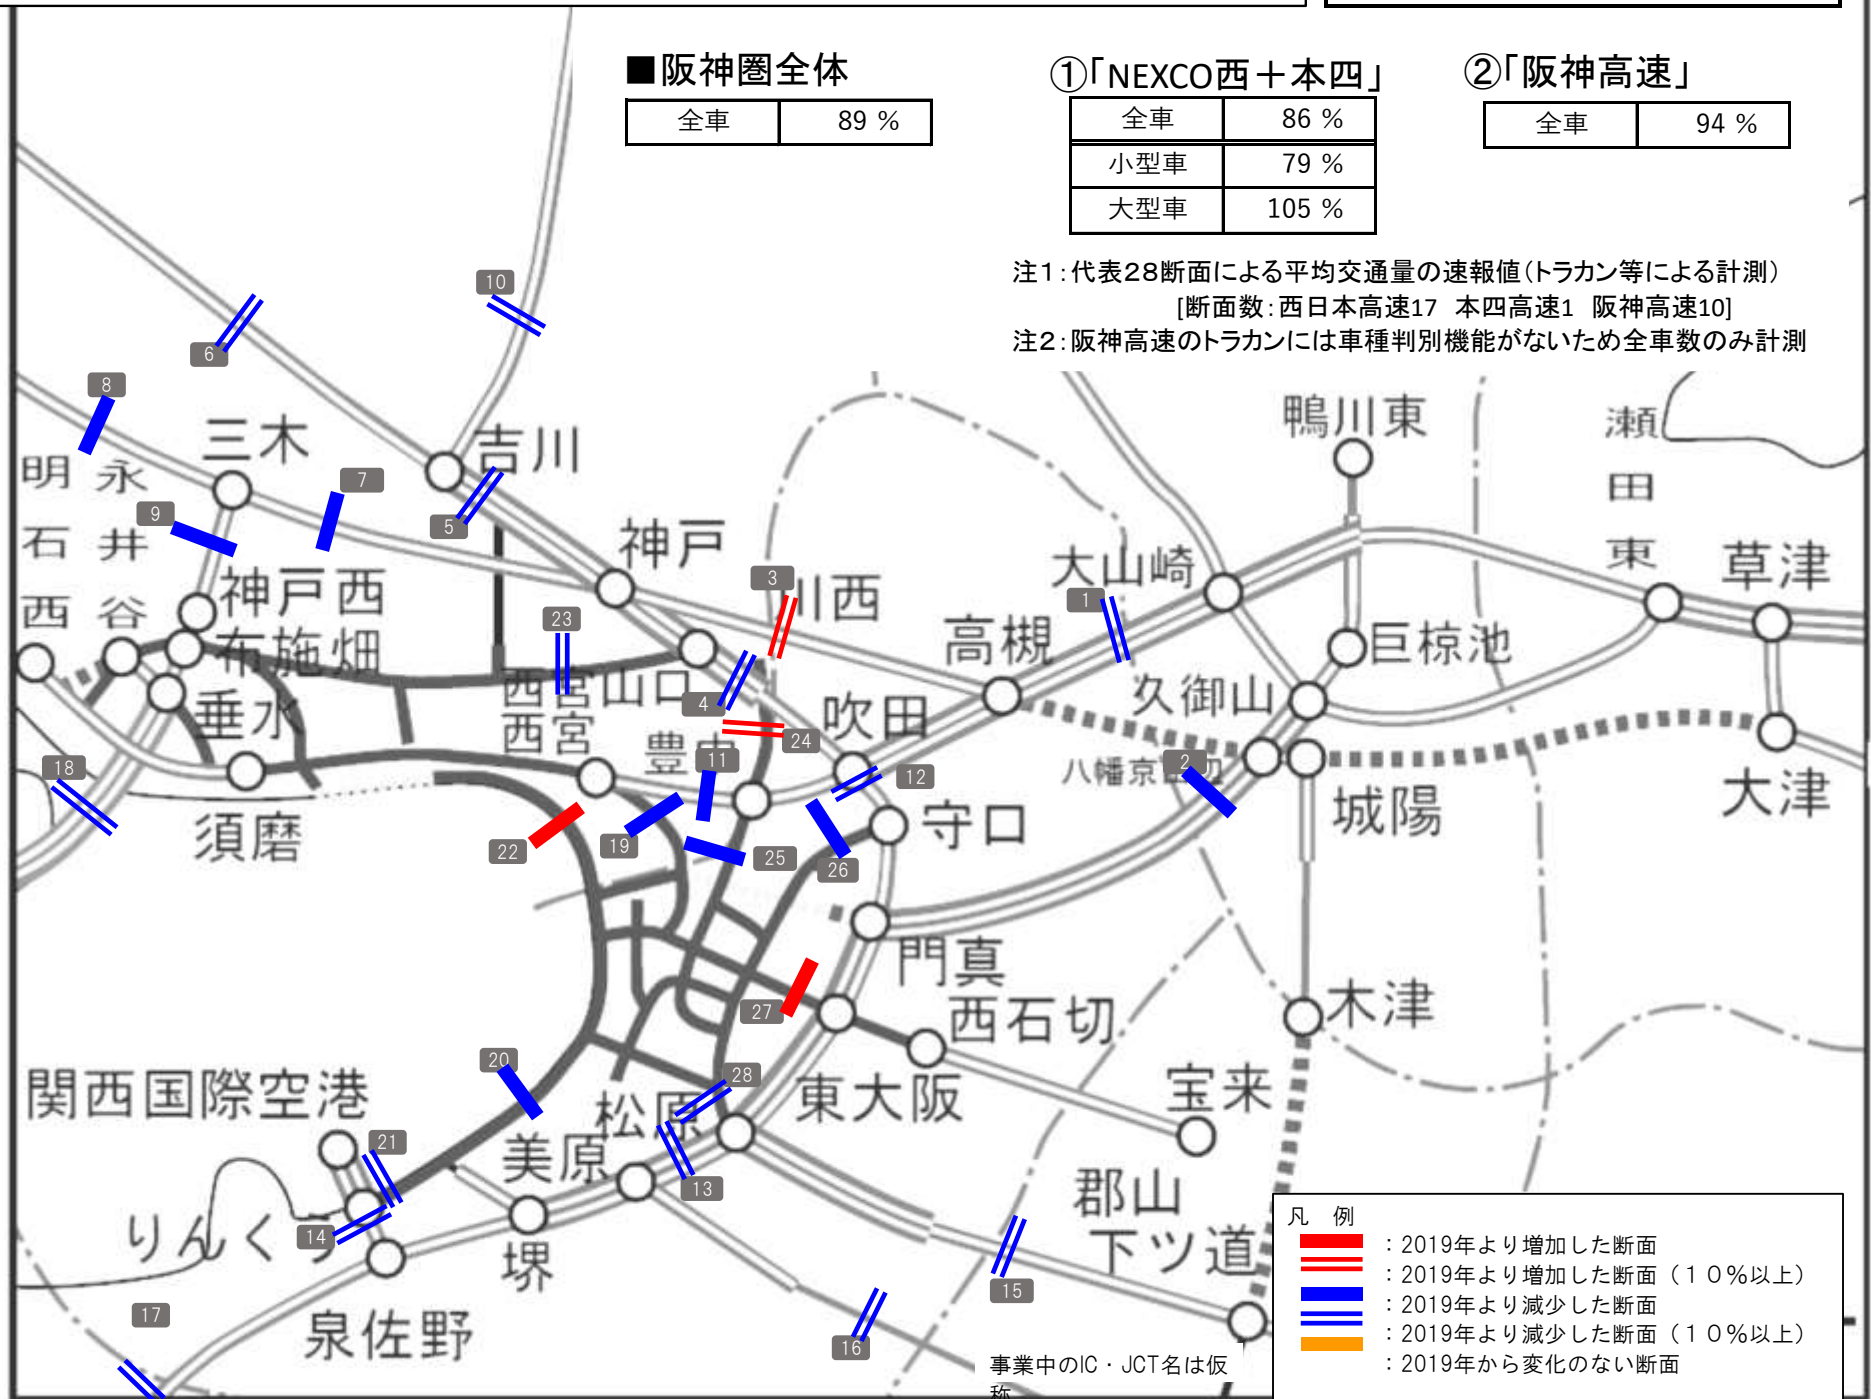 ■阪神圏全体
全車 89 %
①「NEXCO西＋本四」
全車 86 %
小型車 79 %
大型車 105 %
②「阪神高速」
全車 94 %
注１：代表２８断面による平均交通量の速報値（トラカン等による計測）
[断面数：西日本高速17 本四高速1 阪神高速10]
注２：阪神高速のトラカンには車種判別機能がないため全車数のみ計測
10
6
8
三木
吉川
鴨川東
瀬田東
明石西
永井谷
7
9
5
神戸
3
川西
大山崎
1
草津
神戸西
布施畑
23
高槻
巨椋池
西宮山口
4
久御山
垂水
西宮
豊中
24
吹田
18
11
12
八幡京田辺
2
大津
須磨
22
19
25
26
守口
城陽
門真
27
西石切
木津
20
28
東大阪
宝来
関西国際空港
松原
21
美原
13
郡山
下ツ道
りんくう
14
堺
15
17
泉佐野
16
事業中のIC・JCT名は仮
称
凡 例
：2019年より増加した断面
：2019年より増加した断面（１０％以上）
：2019年より減少した断面
：2019年より減少した断面（１０％以上）
：2019年から変化のない断面